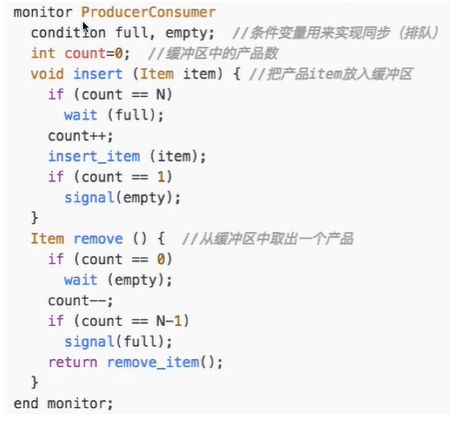 monitor ProducerConsumer
  condition full, empty;  //条件变量用来实现同步（排队）
  int count=0;  //缓冲区中的产品数
  void insert (Item item) { //把产品item放入缓冲区
    if (count == N)
      wait (full);
    count++;
    insert_item (item);
    if (count == 1)
      signal(empty);
  }
  Item remove () {  //从缓冲区中取出一个产品
    if (count == 0)
      wait (empty);
    count--;
    if (count == N-1)
      signal(full);
    return remove_item();
  }
end monitor;